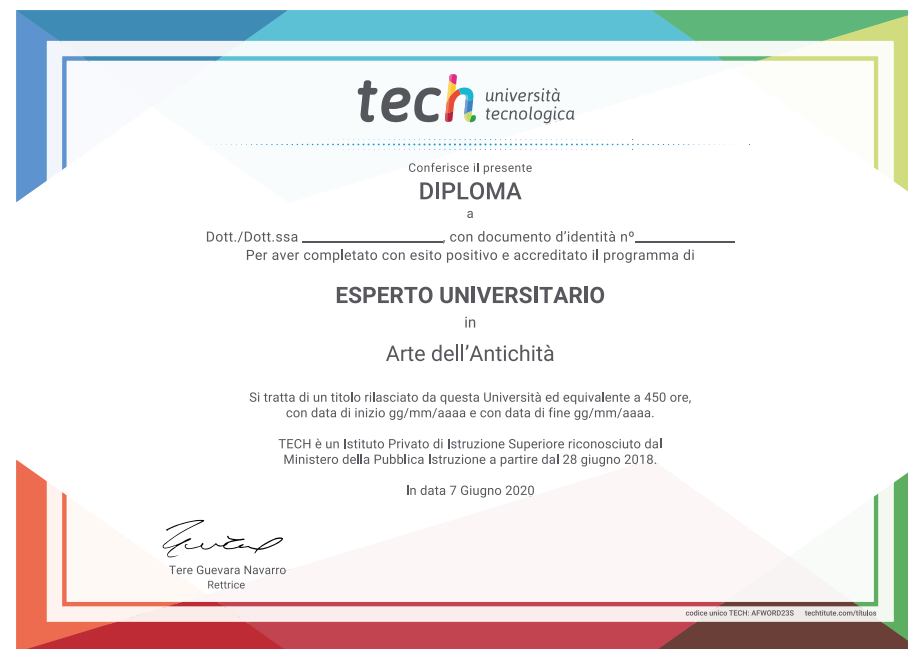 tech università
tecnologica
Conferisce il presente
DIPLOMA
a
Dott./Dott.ssa ____________________, con documento d'identità nº______________
Per aver completato con esito positivo e accreditato il programma di
ESPERTO UNIVERSITARIO
in
Arte dell'Antichità
Si tratta di un titolo rilasciato da questa Università ed equivalente a 450 ore,
con data di inizio gg/mm/aaaa e con data di fine gg/mm/aaaa.
TECH è un Istituto Privato di Istruzione Superiore riconosciuto dal
Ministero della Pubblica Istruzione a partire dal 28 giugno 2018.
In data 7 Giugno 2020
Tere Guevara Navarro
Rettrice
codice unico TECH: AFWORD23S techtitute.com/títulos